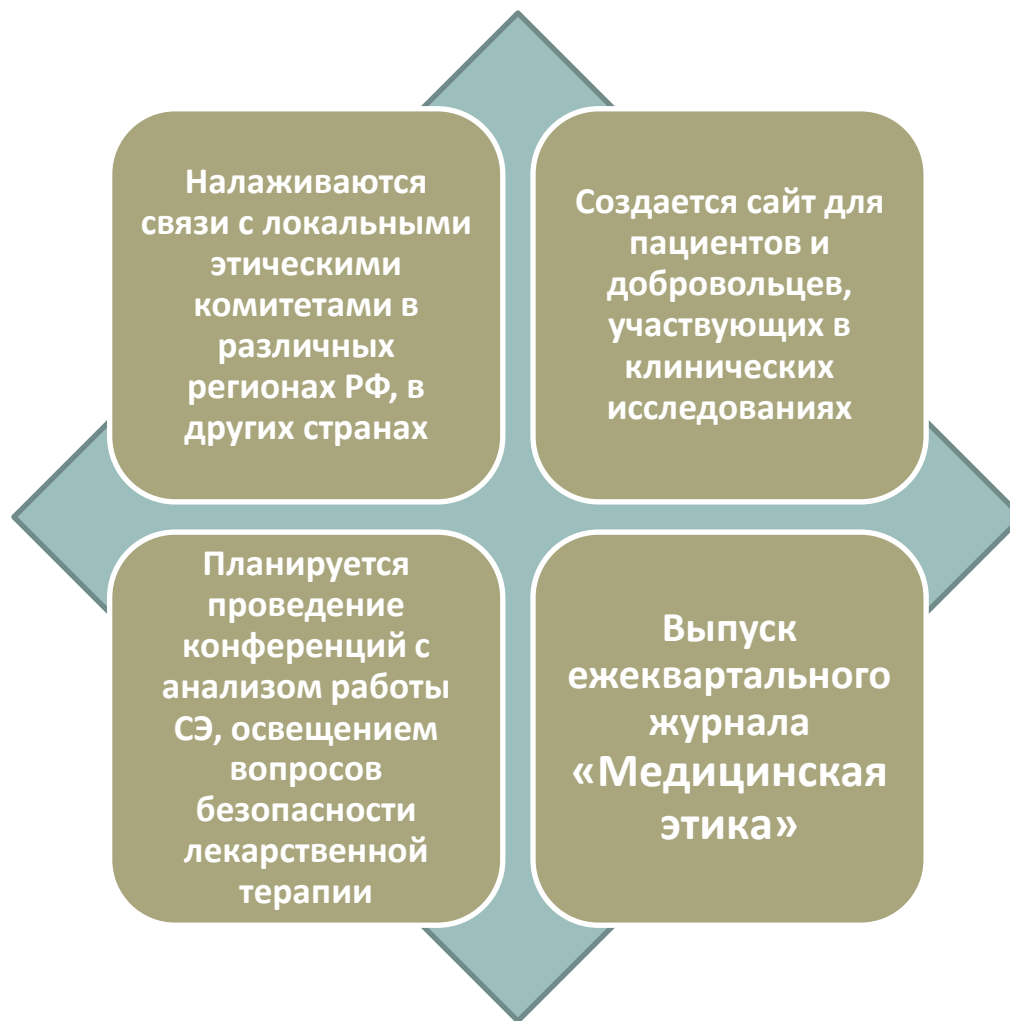 Налаживаются
связи с локальными
этическими
комитетами в
различных
регионах РФ, в
других странах
Создается сайт для
пациентов и
добровольцев,
участвующих в
клинических
исследованиях
Планируется
проведение
конференций с
анализом работы
СЭ, освещением
вопросов
безопасности
лекарственной
терапии
Выпуск
ежеквартального
журнала
«Медицинская
этика»